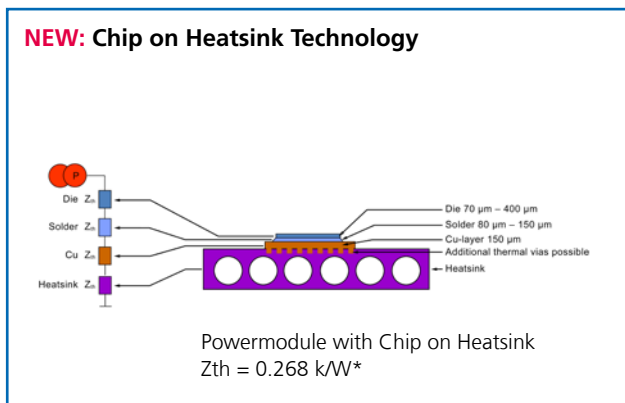 NEW: Chip on Heatsink Technology
P
Die Zth
Solder Zth
Cu Zth
Heatsink Zth
Die 70 µm – 400 µm
Solder 80 µm – 150 µm
Cu-layer 150 µm
Additional thermal vias possible
Heatsink
Powermodule with Chip on Heatsink
Zth = 0.268 k/W*